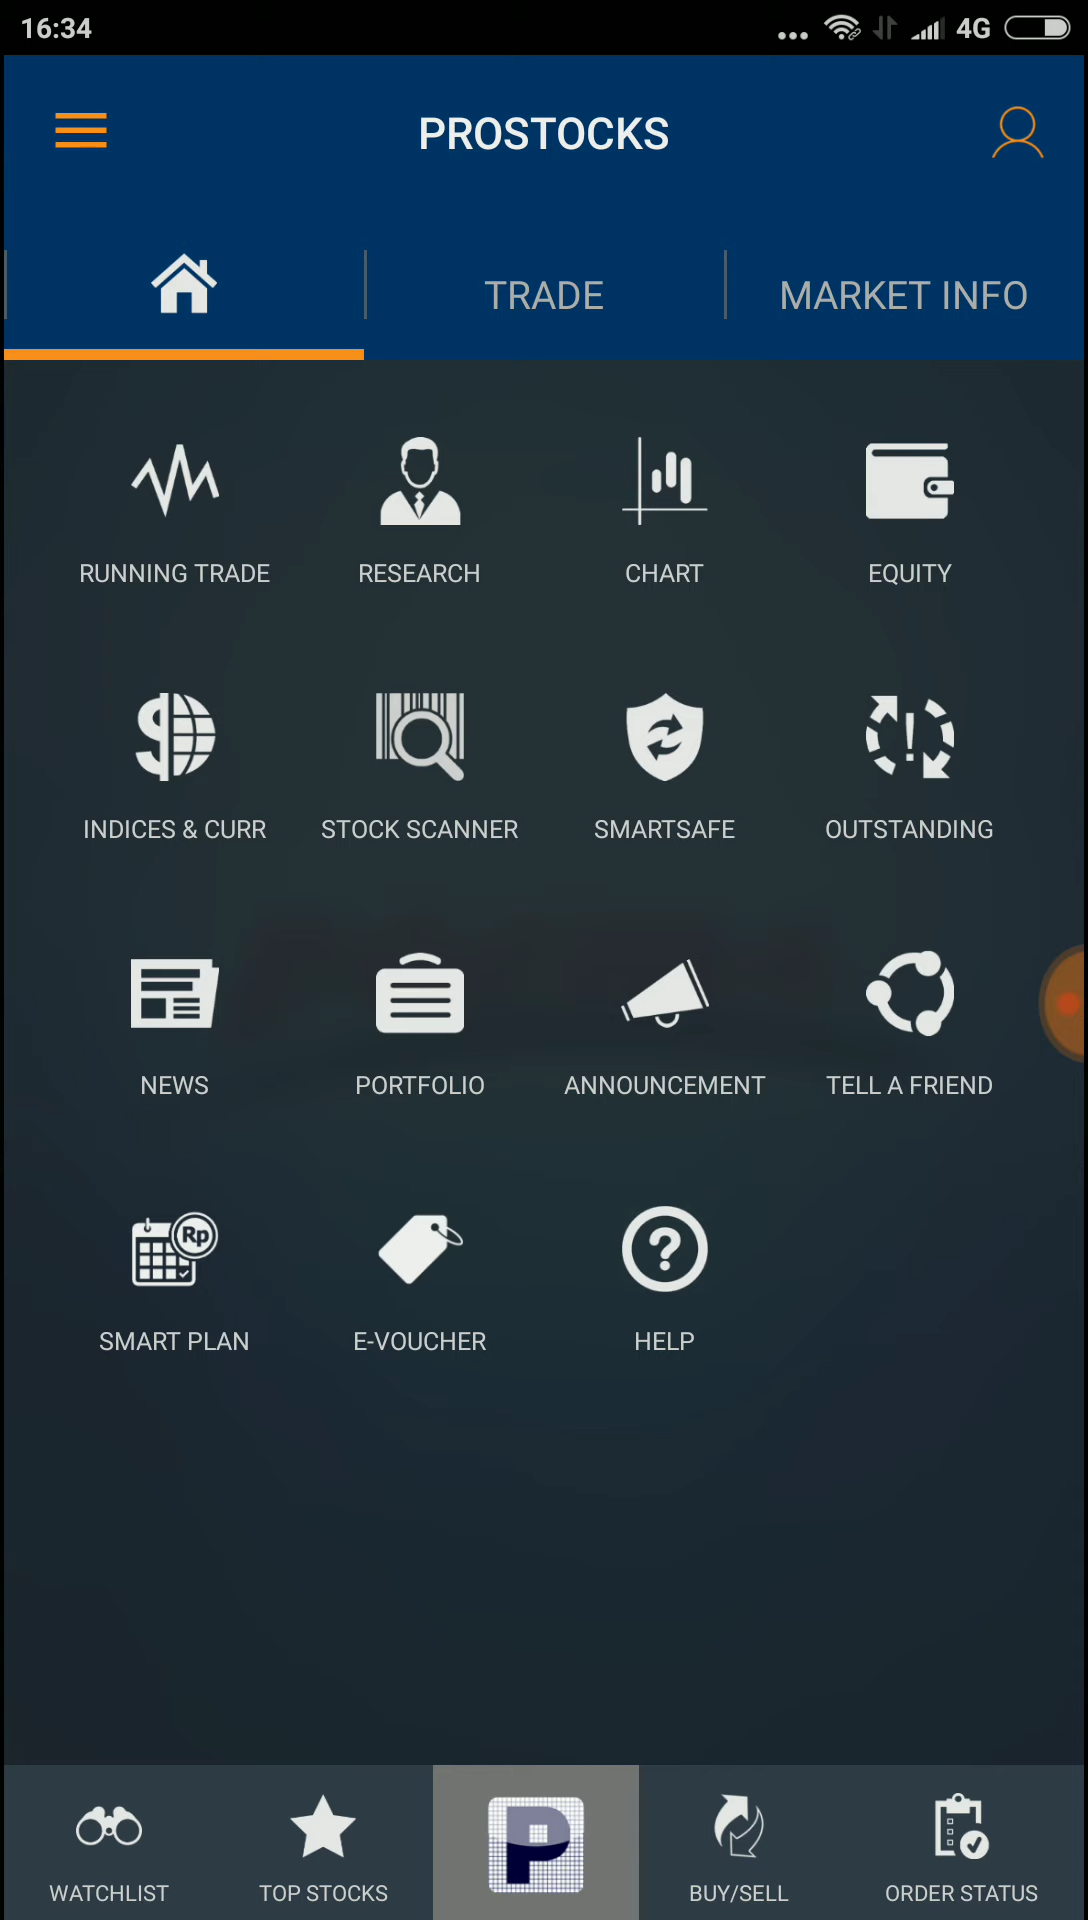 16:34
4G
PROSTOCKS
TRADE
MARKET INFO
RUNNING TRADE
RESEARCH
CHART
EQUITY
INDICES & CURR
STOCK SCANNER
SMARTSAFE
OUTSTANDING
NEWS
PORTFOLIO
ANNOUNCEMENT
TELL A FRIEND
Rp
SMART PLAN
E-VOUCHER
HELP
WATCHLIST
TOP STOCKS
P
BUY/SELL
ORDER STATUS